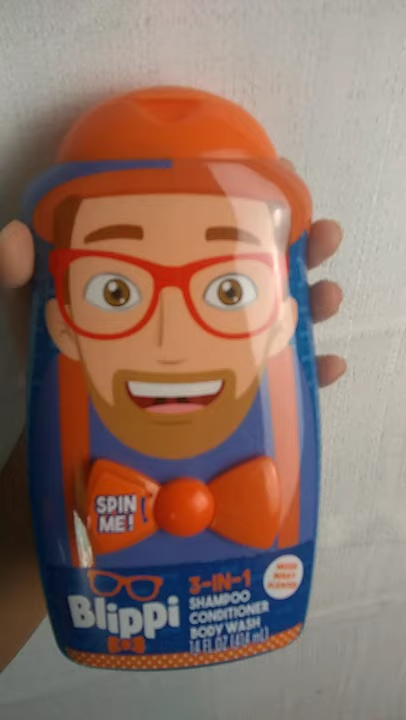 SPIN
ME!
Blippi
3-IN-1
SHAMPOO
CONDITIONER
BODY WASH
14 FL OZ (414 mL)